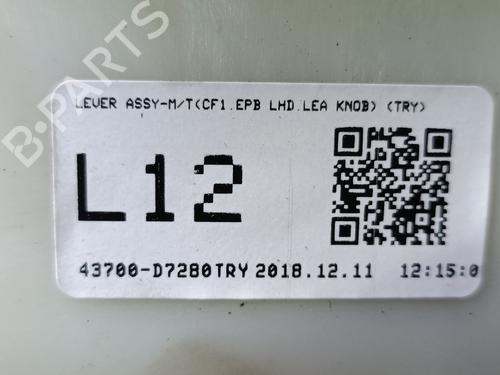 B-PARTS
LEVER ASSY-M/T(CF1.EPB LHD.LEA KNOB) (TRY)
L12
43700-D7280TRY 2018.12.11 12:15:0